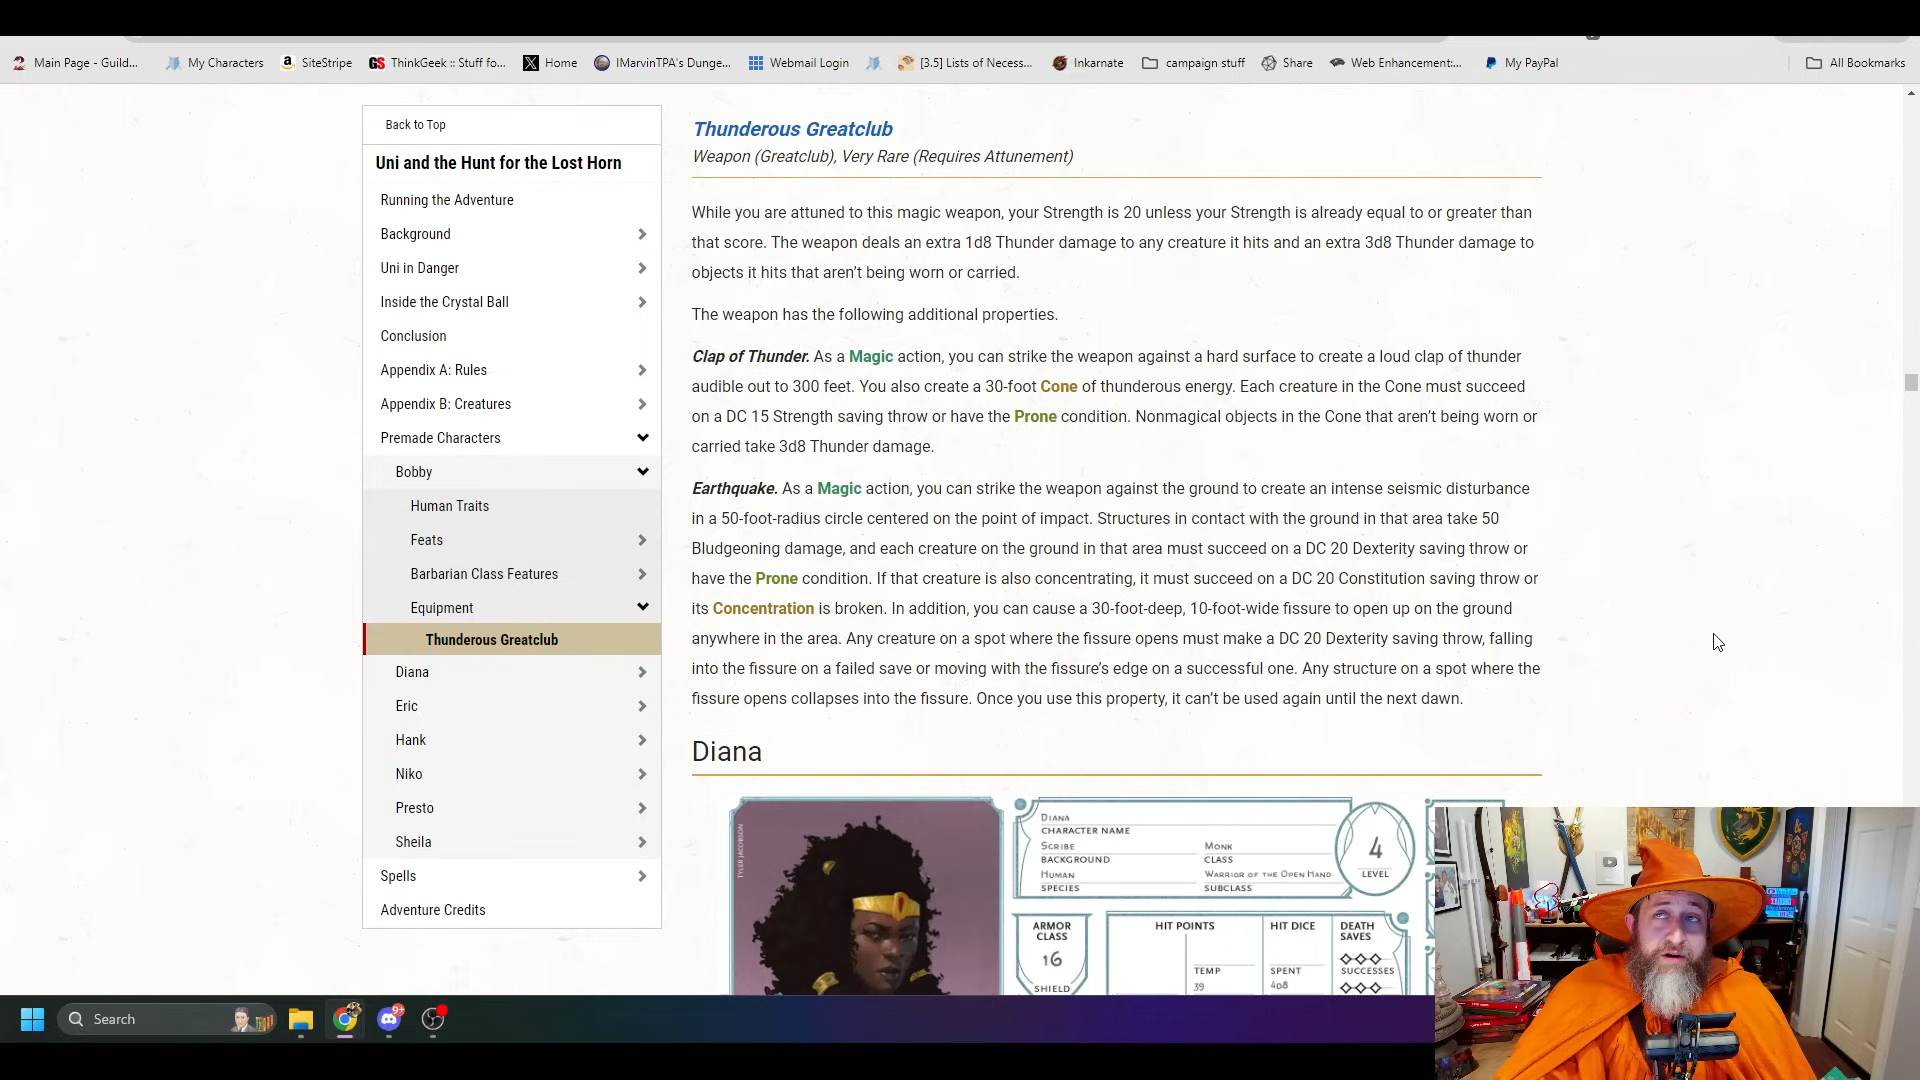 Main Page - Guild...
My Characters
SiteStripe
GS
ThinkGeek :: Stuff fo...
X
Home
IMarvinTPA's Dunge...
Webmail Login
[3.5] Lists of Necess...
Inkarnate
campaign stuff
Share
Web Enhancement:...
My PayPal
All Bookmarks
Back to Top
Uni and the Hunt for the Lost Horn
Running the Adventure
Background
Uni in Danger
Inside the Crystal Ball
Conclusion
Appendix A: Rules
Appendix B: Creatures
Premade Characters
Bobby
Human Traits
Feats
Barbarian Class Features
Equipment
Thunderous Greatclub
Diana
Eric
Hank
Niko
Presto
Sheila
Spells
Adventure Credits
Thunderous Greatclub
Weapon (Greatclub), Very Rare (Requires Attunement)
While you are attuned to this magic weapon, your Strength is 20 unless your Strength is already equal to or greater than
that score. The weapon deals an extra 1d8 Thunder damage to any creature it hits and an extra 3d8 Thunder damage to
objects it hits that aren't being worn or carried.
The weapon has the following additional properties.
Clap of Thunder. As a Magic action, you can strike the weapon against a hard surface to create a loud clap of thunder
audible out to 300 feet. You also create a 30-foot Cone of thunderous energy. Each creature in the Cone must succeed
on a DC 15 Strength saving throw or have the Prone condition. Nonmagical objects in the Cone that aren't being worn or
carried take 3d8 Thunder damage.
Earthquake. As a Magic action, you can strike the weapon against the ground to create an intense seismic disturbance
in a 50-foot-radius circle centered on the point of impact. Structures in contact with the ground in that area take 50
Bludgeoning damage, and each creature on the ground in that area must succeed on a DC 20 Dexterity saving throw or
have the Prone condition. If that creature is also concentrating, it must succeed on a DC 20 Constitution saving throw or
its Concentration is broken. In addition, you can cause a 30-foot-deep, 10-foot-wide fissure to open up on the ground
anywhere in the area. Any creature on a spot where the fissure opens must make a DC 20 Dexterity saving throw, falling
into the fissure on a failed save or moving with the fissure's edge on a successful one. Any structure on a spot where the
fissure opens collapses into the fissure. Once you use this property, it can't be used again until the next dawn.
Diana
TYLER JACOBSON
Diana
CHARACTER NAME
Scribe
BACKGROUND
Monk
CLASS
Human
SPECIES
Warrior of the Open Hand
SUBCLASS
4
LEVEL
ARMOR
CLASS
16
SHIELD
HIT POINTS
TEMP
39
HIT DICE
SPENT
4D8
DEATH
SAVES
SUCCESSES
Search
9+